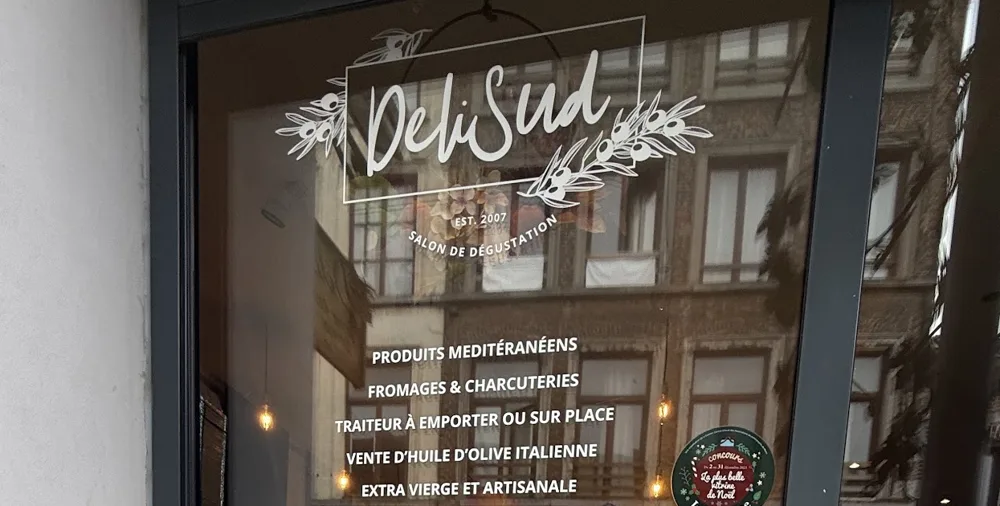 DeliSud
EST. 2007
SALON DE DÉGUSTATION
PRODUITS MEDITÉRANÉENS
FROMAGES & CHARCUTERIES
TRAITEUR À EMPORTER OU SUR PLACE
VENTE D'HUILE D'OLIVE ITALIENNE
EXTRA VIERGE ET ARTISANALE
concours
La plus belle
vitrine
de Noël